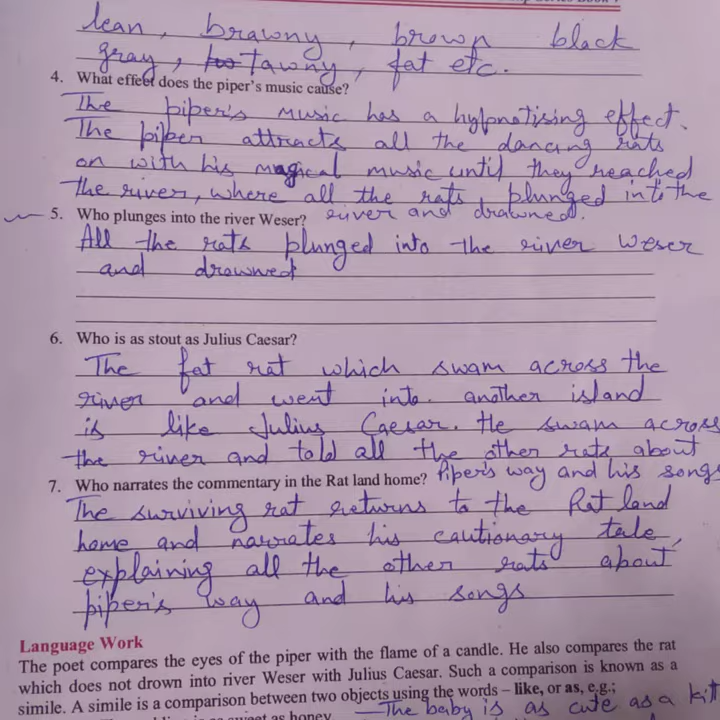 lean, brawny, brown black
gray, tawny, fat etc.
4. What effect does the piper's music cause?
The piper's music has a hypnotising effect.
The piper attracts all the dancing rats
on with his magical music until they reached
the river, where all the rats plunged into the
river and drawned.
5. Who plunges into the river Weser?
All the rats plunged into the river weser
and drowned
6. Who is as stout as Julius Caesar?
The fat rat which swam across the
river and went into another island
is like Julius Caesar. He swam across
the river and told all the other rats about
piper's way and his songs
7. Who narrates the commentary in the Rat land home?
The surviving rat returns to the Rat land
home and narrates his cautionary tale,
explaining all the other rats about
piper's way and his songs
Language Work
The poet compares the eyes of the piper with the flame of a candle. He also compares the rat
which does not drown into river Weser with Julius Caesar. Such a comparison is known as a
simile. A simile is a comparison between two objects using the words – like, or as, e.g.;
The baby is as cute as a
as honey